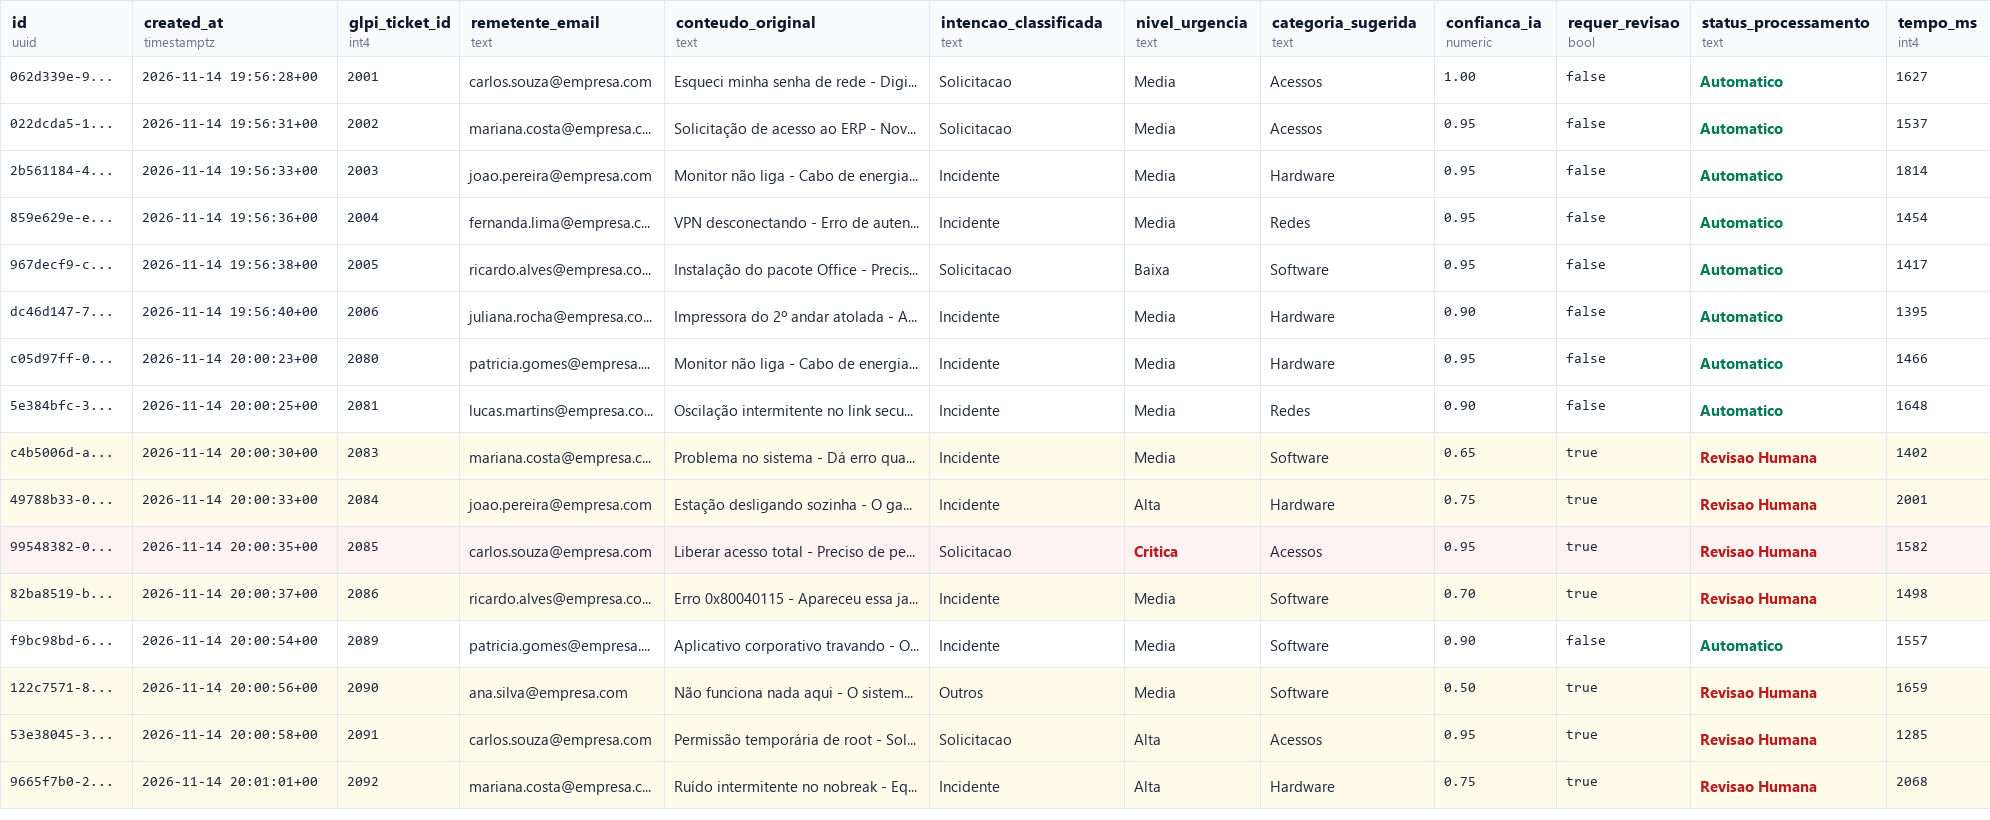 id created_at glpi_ticket_id remetente_email conteudo_original intencao_classificada nivel_urgencia categoria_sugerida confianca_ia requer_revisao status_processamento tempo_ms
uuid timestamptz int4 text text text text text numeric bool text int4
062d339e-9... 2026-11-14 19:56:28+00 2001 carlos.souza@empresa.com Esqueci minha senha de rede - Digi... Solicitacao Media Acessos 1.00 false Automatico 1627
022dcda5-1... 2026-11-14 19:56:31+00 2002 mariana.costa@empresa.c... Solicitação de acesso ao ERP - Nov... Solicitacao Media Acessos 0.95 false Automatico 1537
2b561184-4... 2026-11-14 19:56:33+00 2003 joao.pereira@empresa.com Monitor não liga - Cabo de energia... Incidente Media Hardware 0.95 false Automatico 1814
859e629e-e... 2026-11-14 19:56:36+00 2004 fernanda.lima@empresa.c... VPN desconectando - Erro de auten... Incidente Media Redes 0.95 false Automatico 1454
967decf9-c... 2026-11-14 19:56:38+00 2005 ricardo.alves@empresa.co... Instalação do pacote Office - Precis... Solicitacao Baixa Software 0.95 false Automatico 1417
dc46d147-7... 2026-11-14 19:56:40+00 2006 juliana.rocha@empresa.co... Impressora do 2º andar atolada - A... Incidente Media Hardware 0.90 false Automatico 1395
c05d97ff-0... 2026-11-14 20:00:23+00 2080 patricia.gomes@empresa.... Monitor não liga - Cabo de energia... Incidente Media Hardware 0.95 false Automatico 1466
5e384bfc-3... 2026-11-14 20:00:25+00 2081 lucas.martins@empresa.co... Oscilação intermitente no link secu... Incidente Media Redes 0.90 false Automatico 1648
c4b5006d-a... 2026-11-14 20:00:30+00 2083 mariana.costa@empresa.c... Problema no sistema - Dá erro qua... Incidente Media Software 0.65 true Revisao Humana 1402
49788b33-0... 2026-11-14 20:00:33+00 2084 joao.pereira@empresa.com Estação desligando sozinha - O ga... Incidente Alta Hardware 0.75 true Revisao Humana 2001
99548382-0... 2026-11-14 20:00:35+00 2085 carlos.souza@empresa.com Liberar acesso total - Preciso de pe... Solicitacao Critica Acessos 0.95 true Revisao Humana 1582
82ba8519-b... 2026-11-14 20:00:37+00 2086 ricardo.alves@empresa.co... Erro 0x80040115 - Apareceu essa ja... Incidente Media Software 0.70 true Revisao Humana 1498
f9bc98bd-6... 2026-11-14 20:00:54+00 2089 patricia.gomes@empresa.... Aplicativo corporativo travando - O... Incidente Media Software 0.90 false Automatico 1557
122c7571-8... 2026-11-14 20:00:56+00 2090 ana.silva@empresa.com Não funciona nada aqui - O sistem... Outros Media Software 0.50 true Revisao Humana 1659
53e38045-3... 2026-11-14 20:00:58+00 2091 carlos.souza@empresa.com Permissão temporária de root - Sol... Solicitacao Alta Acessos 0.95 true Revisao Humana 1285
9665f7b0-2... 2026-11-14 20:01:01+00 2092 mariana.costa@empresa.c... Ruído intermitente no nobreak - Eq... Incidente Alta Hardware 0.75 true Revisao Humana 2068